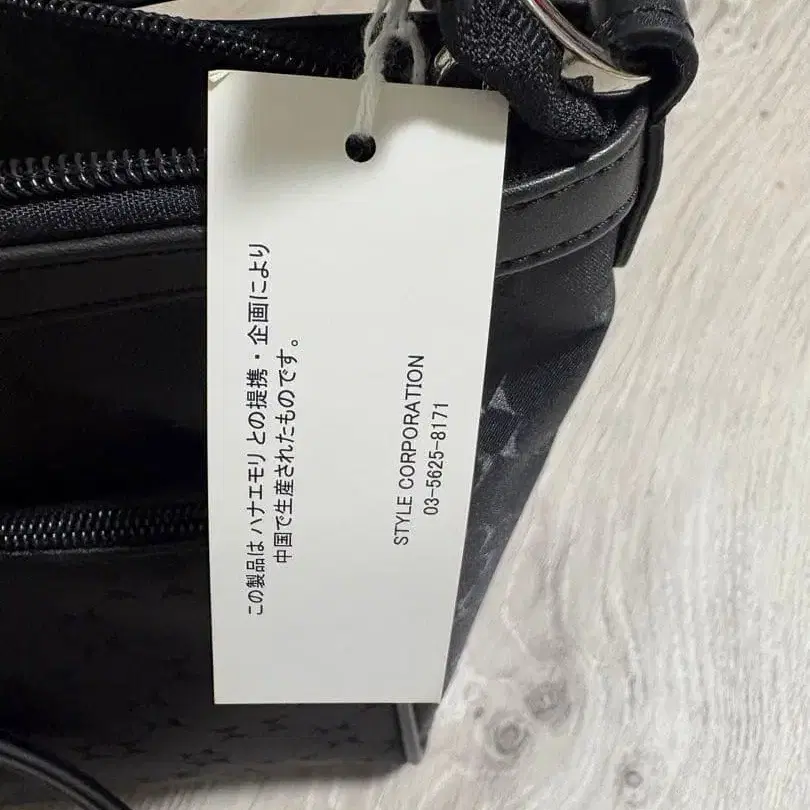 この製品は ハナエモリ との提携・企画により
中国で生産されたものです。
STYLE CORPORATION
03-5625-8171